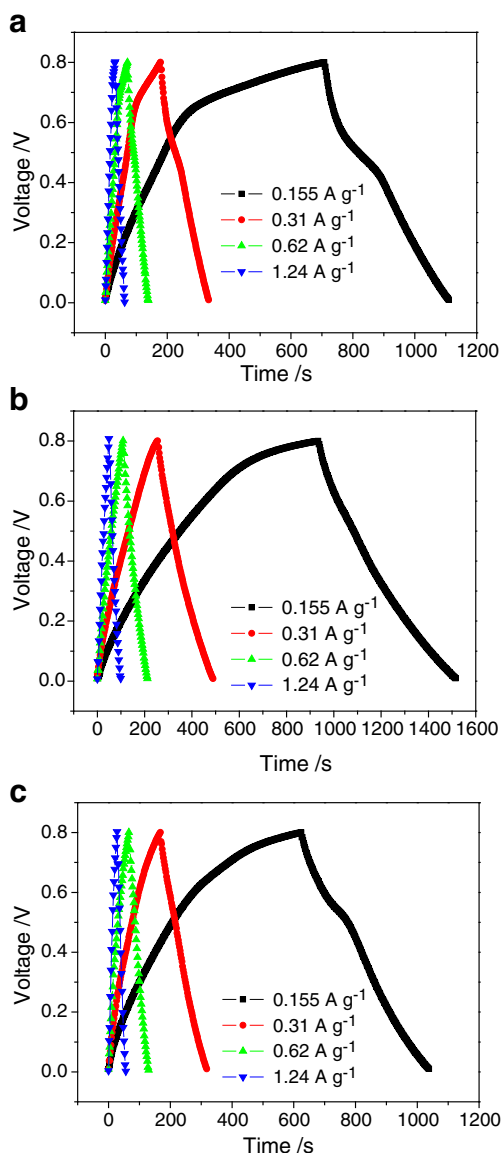 a
0.8
0.6
0.4
0.2
0.0
Voltage /V
0.155 A g-1
0.31 A g-1
0.62 A g-1
1.24 A g-1
0 200 400 600 800 1000 1200
Time /s
b
0.8
0.6
0.4
0.2
0.0
Voltage /V
0.155 A g-1
0.31 A g-1
0.62 A g-1
1.24 A g-1
0 200 400 600 800 1000 1200 1400 1600
Time /s
c
0.8
0.6
0.4
0.2
0.0
Voltage /V
0.155 A g-1
0.31 A g-1
0.62 A g-1
1.24 A g-1
0 200 400 600 800 1000 1200
Time /s